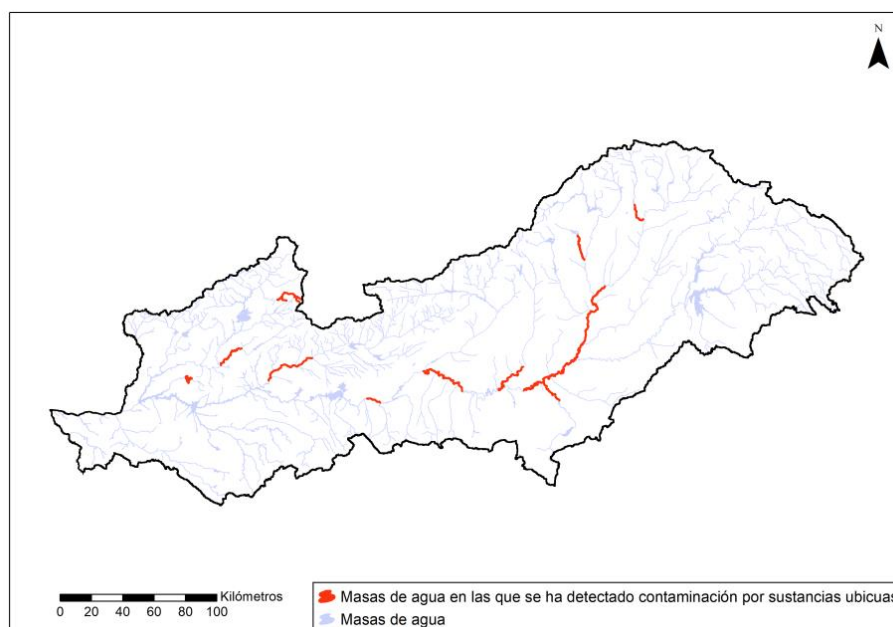 N
Kilómetros
0 20 40 60 80 100
Masas de agua en las que se ha detectado contaminación por sustancias ubicuas
Masas de agua